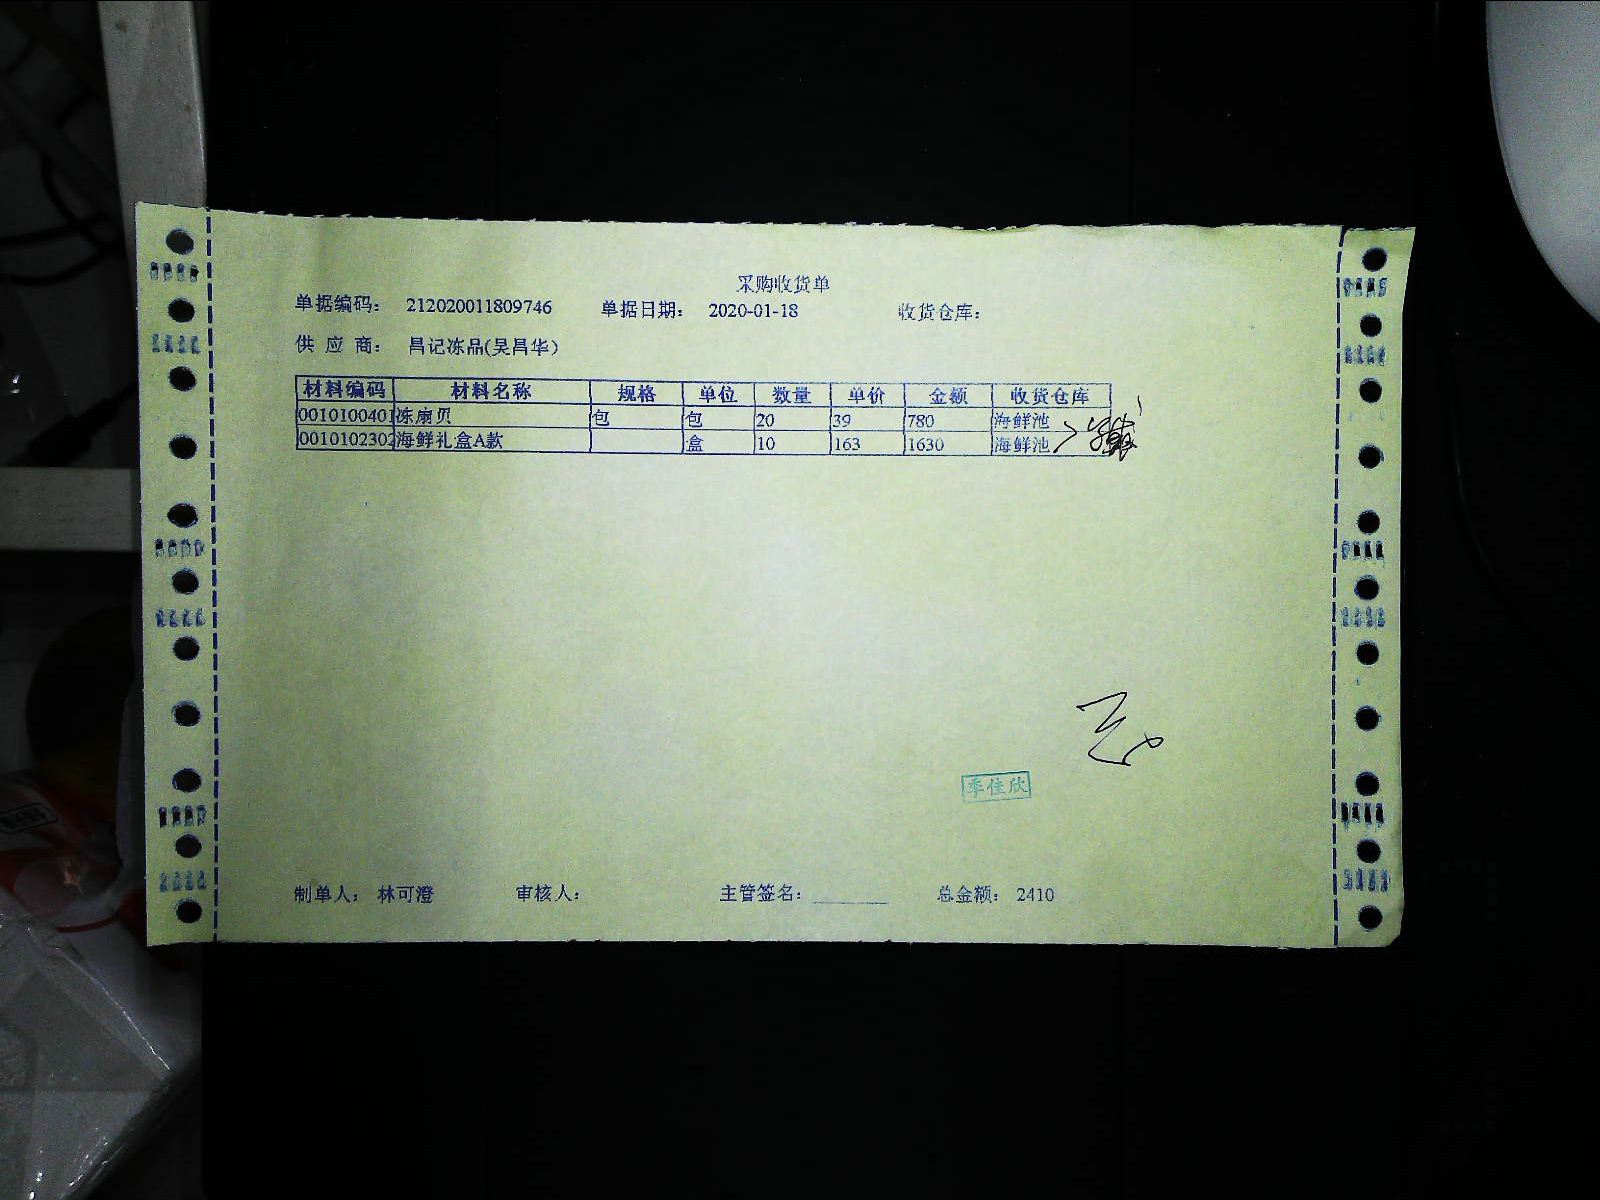 采购收货单
单据编码： 212020011809746 单据日期： 2020-01-18 收货仓库：
供 应 商： 昌记冻品(吴昌华)
材料编码 材料名称 规格 单位 数量 单价 金额 收货仓库
0010100401 冻扇贝 包 包 20 39 780 海鲜池
0010102302 海鲜礼盒A款 盒 10 163 1630 海鲜池
季佳欣
制单人： 林可澄 审核人： 主管签名： 总金额： 2410